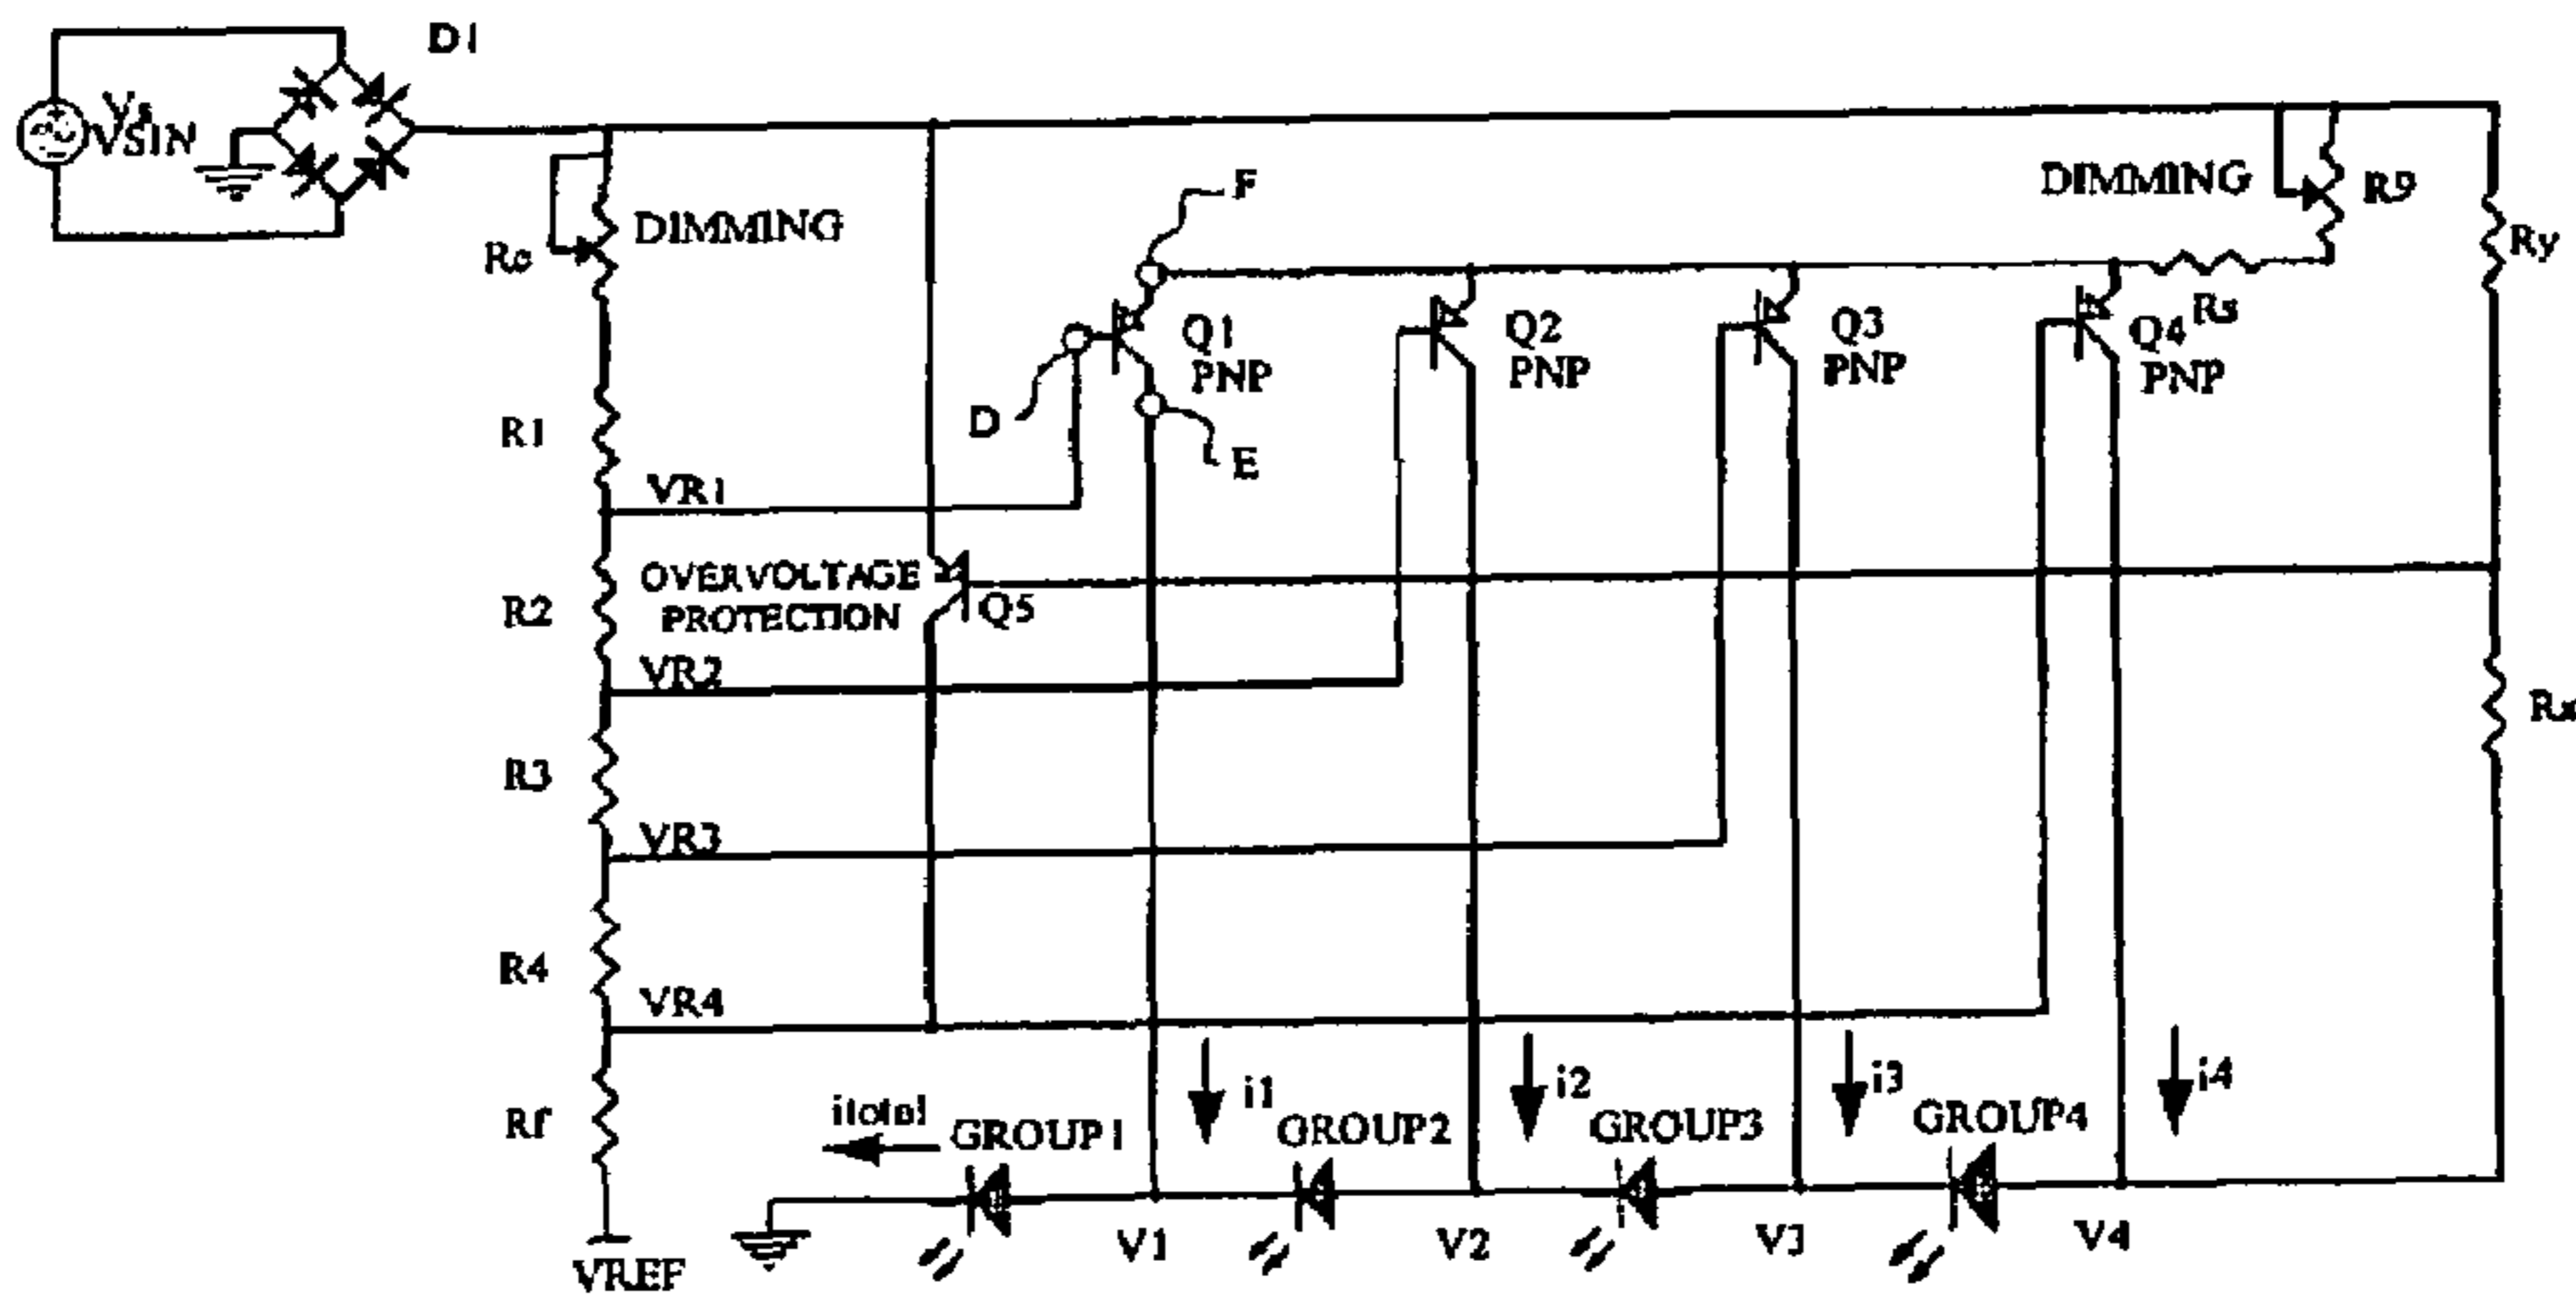 D1
Vs
VSIN
F
DIMMING
R9
DIMMING
Rc
Ry
Q1
PNP
Q2
PNP
Q3
PNP
Q4
PNP
Rs
D
E
R1
VR1
OVERVOLTAGE
PROTECTION
Q5
R2
VR2
Rx
R3
VR3
R4
VR4
i1
i2
i3
i4
itotal
GROUP1
GROUP2
GROUP3
GROUP4
Rf
V1
V2
V3
V4
VREF